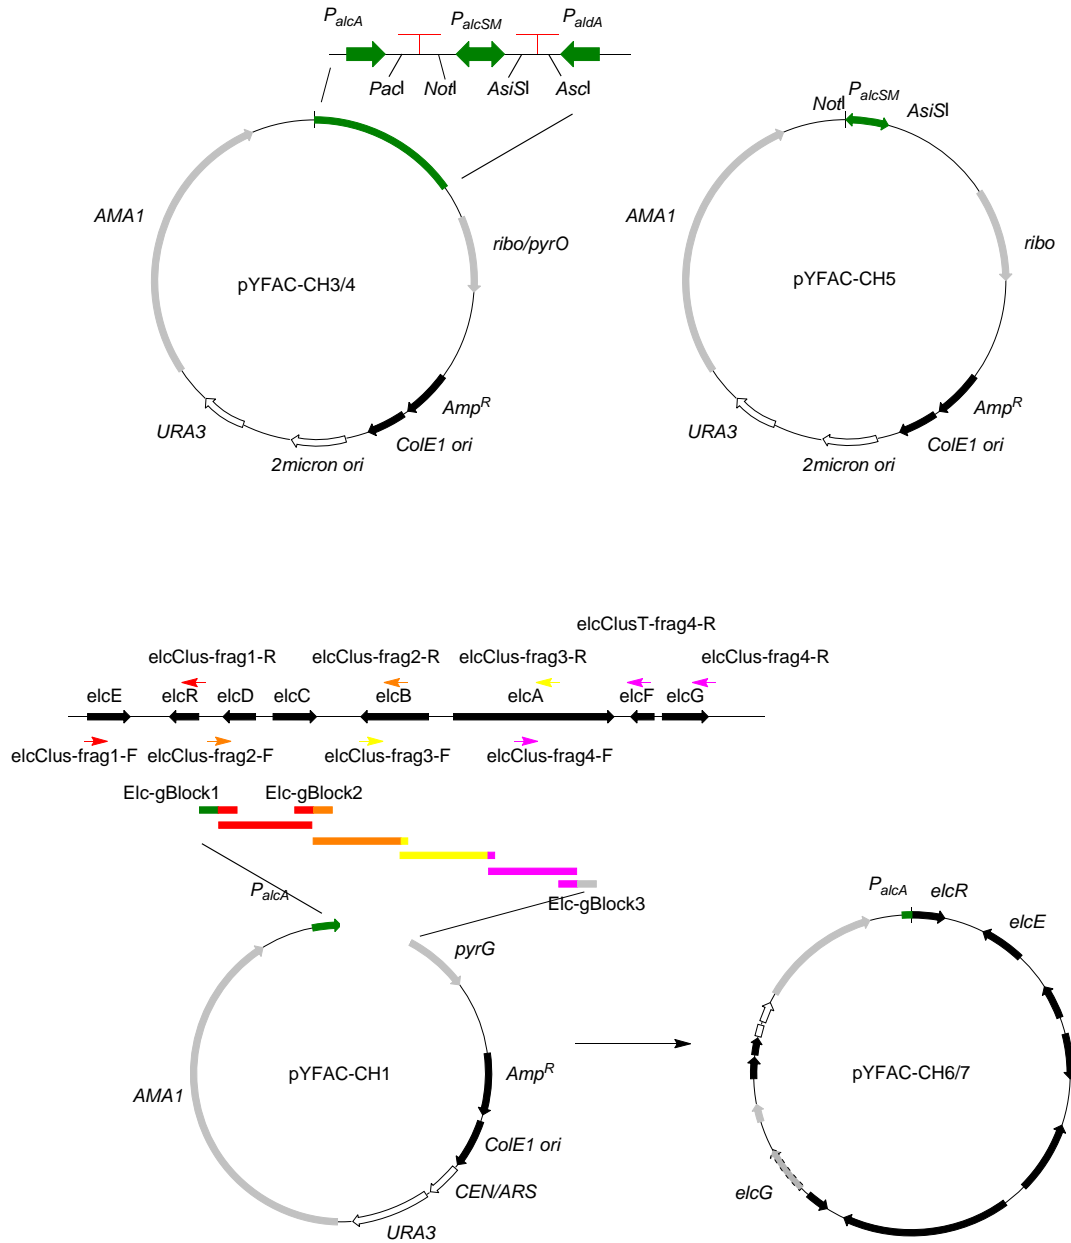 PalcA PalcSM PaldA
PacI NotI AsiSI AscI
NotI PalcSM AsiSI
AMA1
ribo/pyrO
pYFAC-CH3/4
AmpR
ColE1 ori
2micron ori
URA3
AMA1
ribo
pYFAC-CH5
AmpR
ColE1 ori
2micron ori
URA3
elcClusT-frag4-R
elcClus-frag1-R elcClus-frag2-R elcClus-frag3-R elcClus-frag4-R
elcE elcR elcD elcC elcB elcA elcF elcG
elcClus-frag1-F elcClus-frag2-F elcClus-frag3-F elcClus-frag4-F
Elc-gBlock1 Elc-gBlock2
Elc-gBlock3
PalcA
pyrG
pYFAC-CH1
AMA1
AmpR
ColE1 ori
CEN/ARS
URA3
PalcA
elcR
elcE
pYFAC-CH6/7
elcG